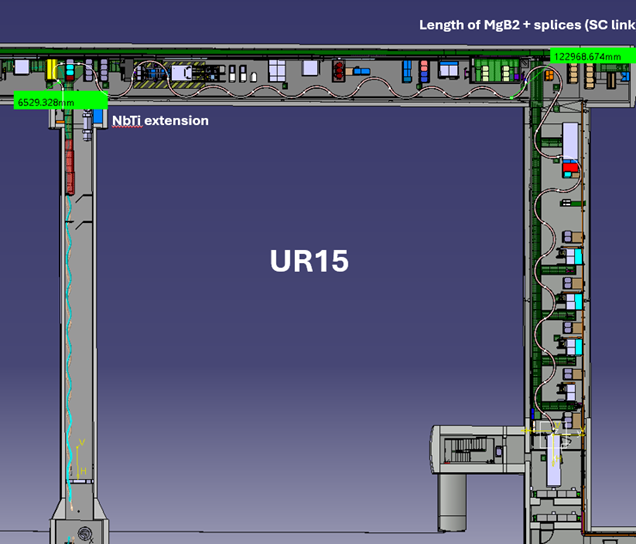 Length of MgB2 + splices (SC link
122968.674mm
6529.328mm
NbTi extension
UR15
V
H